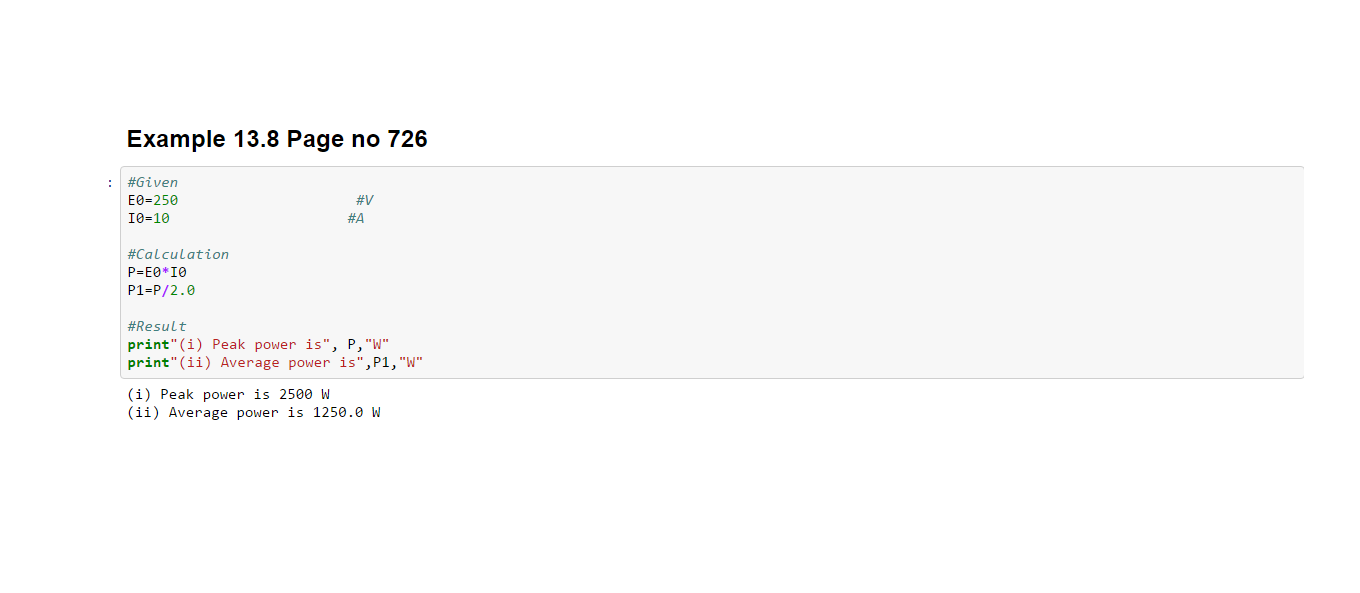 Example 13.8 Page no 726
:
#Given
E0=250                     #V
I0=10                     #A
#Calculation
P=E0*I0
P1=P/2.0
#Result
print"(i) Peak power is", P,"W"
print"(ii) Average power is",P1,"W"
(i) Peak power is 2500 W
(ii) Average power is 1250.0 W